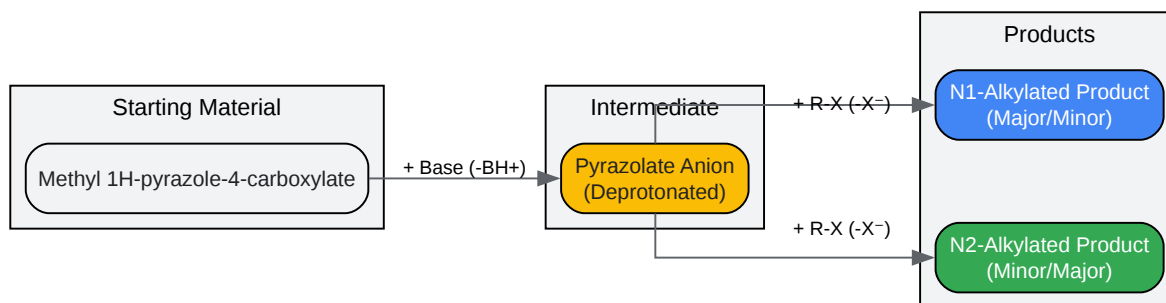 Products
N1-Alkylated Product
(Major/Minor)
Starting Material
Intermediate
+ R-X (-X⁻)
Methyl 1H-pyrazole-4-carboxylate
+ Base (-BH+)
Pyrazolate Anion
(Deprotonated)
+ R-X (-X⁻)
N2-Alkylated Product
(Minor/Major)